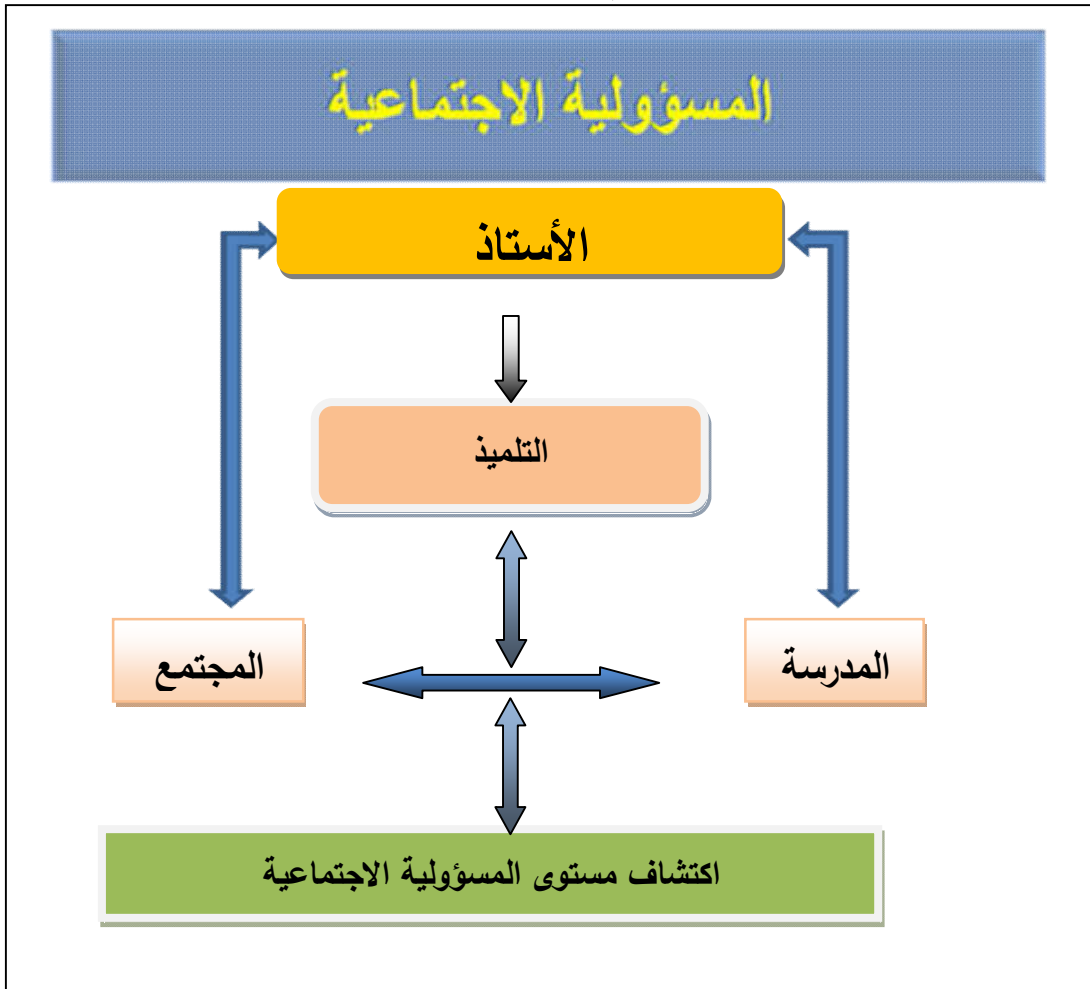 المسؤولية الاجتماعية
الأستاذ
التلميذ
المدرسة
المجتمع
اكتشاف مستوى المسؤولية الاجتماعية